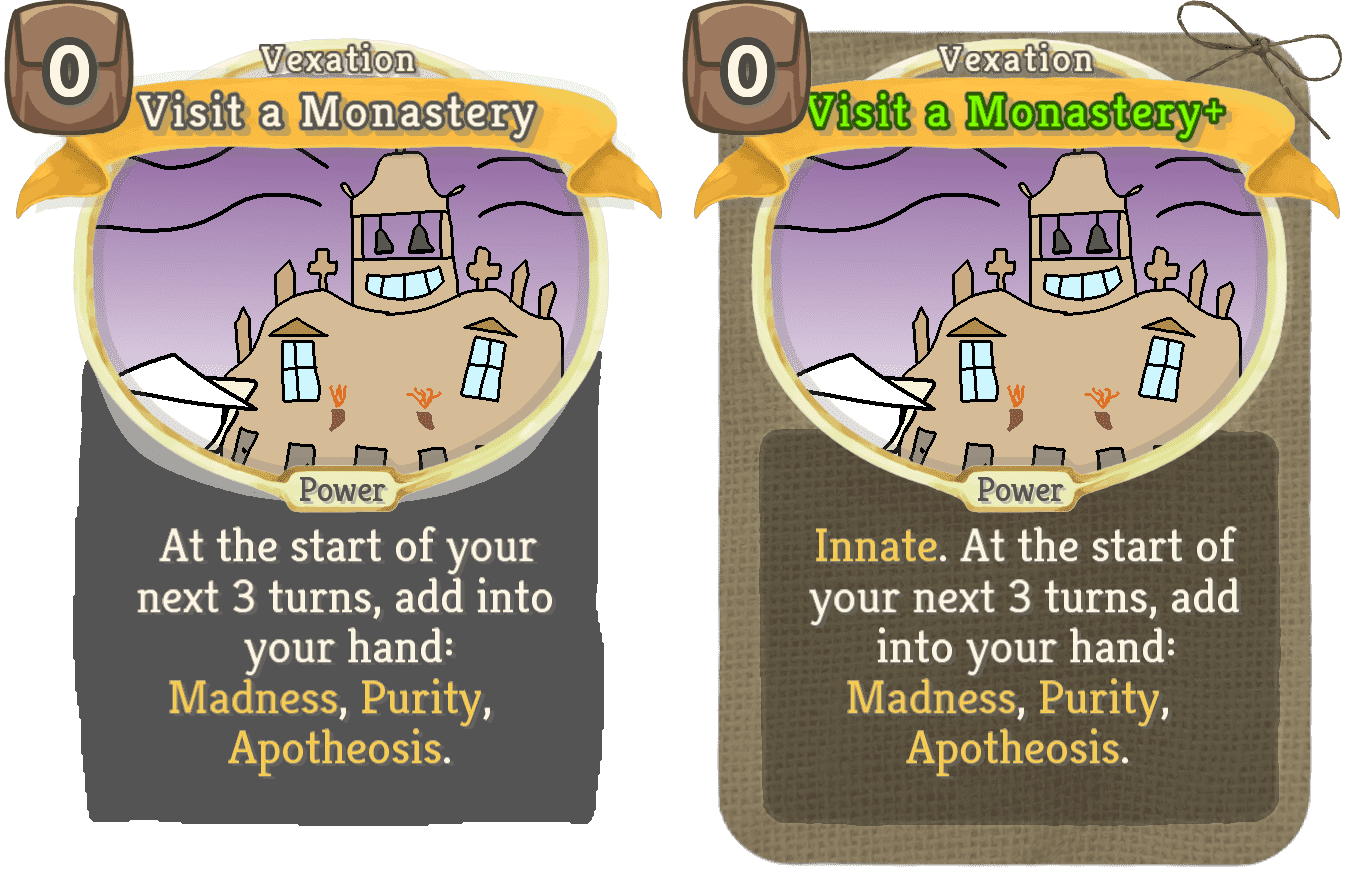 0
Vexation
Visit a Monastery
Power
At the start of your
next 3 turns, add into
your hand:
Madness, Purity,
Apotheosis.
0
Vexation
Visit a Monastery+
Power
Innate. At the start of
your next 3 turns, add
into your hand:
Madness, Purity,
Apotheosis.